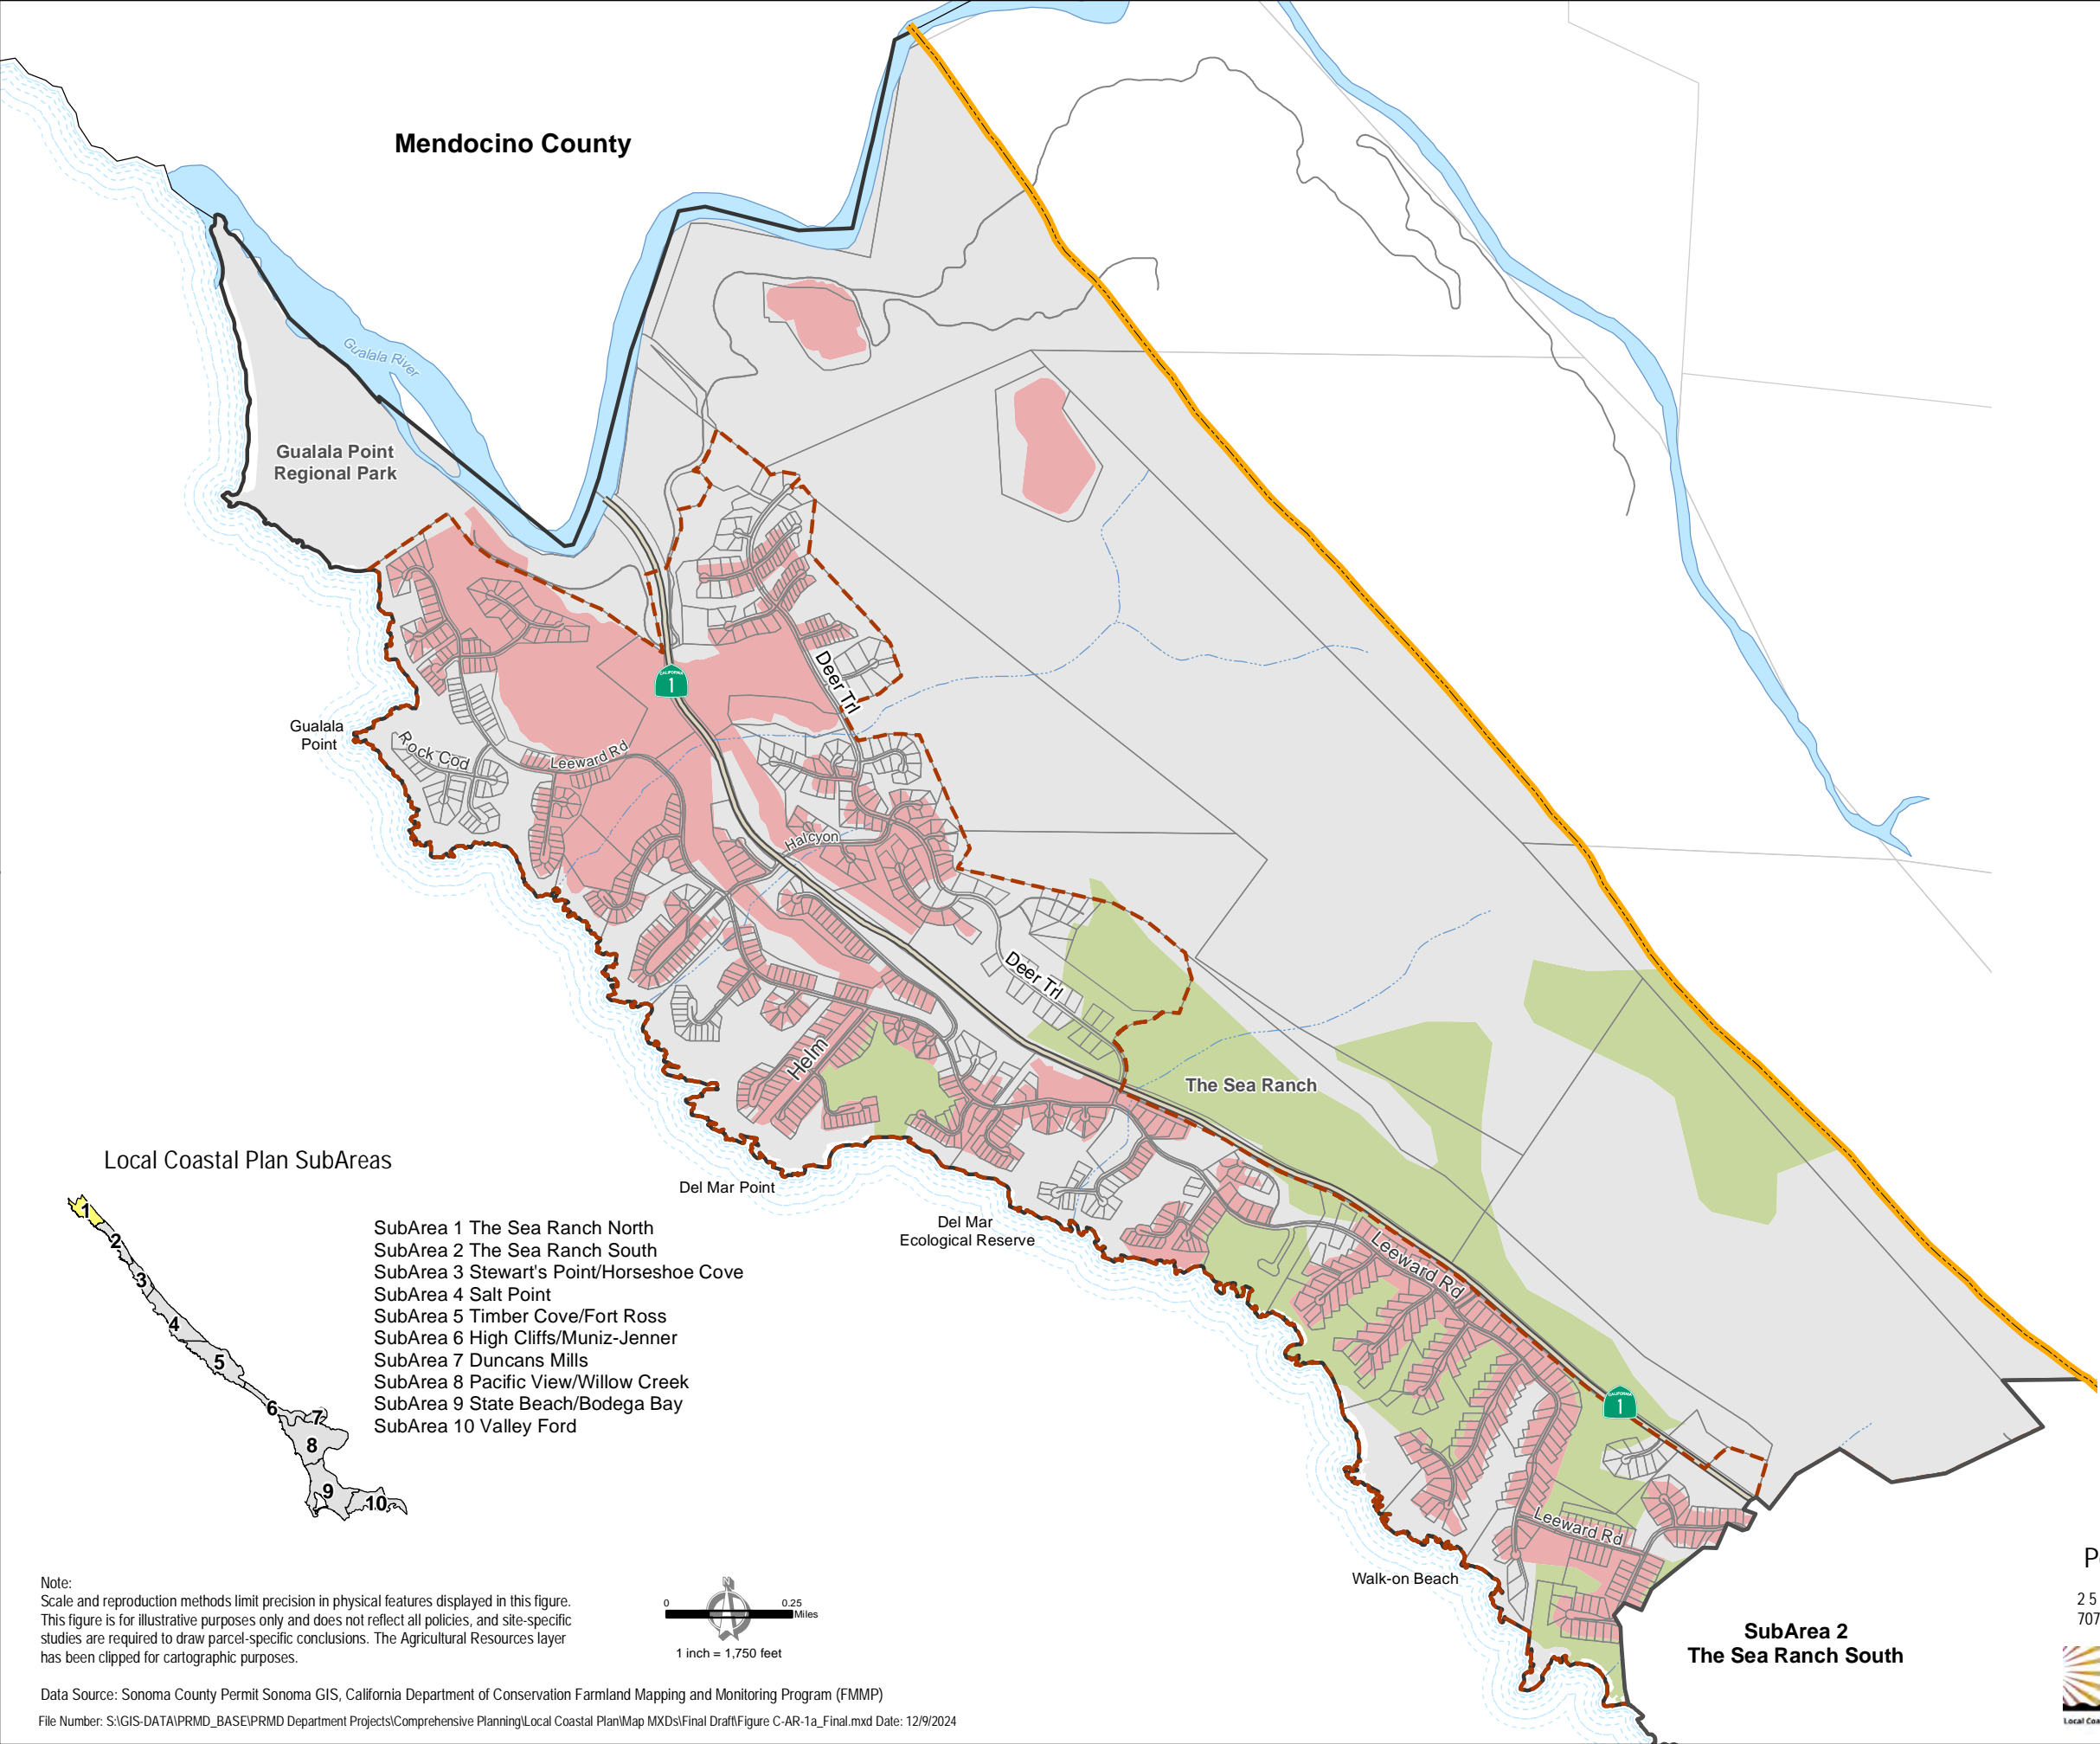 Mendocino County
Gualala River
Gualala Point
Regional Park
Deer Trl
CALIFORNIA
1
Gualala
Point
Rock Cod
Leeward Rd
Halcyon
Deer Trl
Helm
The Sea Ranch
Del Mar Point
Del Mar
Ecological Reserve
Leeward Rd
CALIFORNIA
1
Leeward Rd
Walk-on Beach
SubArea 2
The Sea Ranch South
Local Coastal Plan SubAreas
1
2
3
4
5
6
7
8
9
10
SubArea 1 The Sea Ranch North
SubArea 2 The Sea Ranch South
SubArea 3 Stewart's Point/Horseshoe Cove
SubArea 4 Salt Point
SubArea 5 Timber Cove/Fort Ross
SubArea 6 High Cliffs/Muniz-Jenner
SubArea 7 Duncans Mills
SubArea 8 Pacific View/Willow Creek
SubArea 9 State Beach/Bodega Bay
SubArea 10 Valley Ford
Note:
Scale and reproduction methods limit precision in physical features displayed in this figure.
This figure is for illustrative purposes only and does not reflect all policies, and site-specific
studies are required to draw parcel-specific conclusions. The Agricultural Resources layer
has been clipped for cartographic purposes.
N
0 0.25
Miles
1 inch = 1,750 feet
Data Source: Sonoma County Permit Sonoma GIS, California Department of Conservation Farmland Mapping and Monitoring Program (FMMP)
File Number: S:\GIS-DATA\PRMD_BASE\PRMD Department Projects\Comprehensive Planning\Local Coastal Plan\Map MXDs\Final Draft\Figure C-AR-1a_Final.mxd Date: 12/9/2024
P
2 5
707
Local Coa